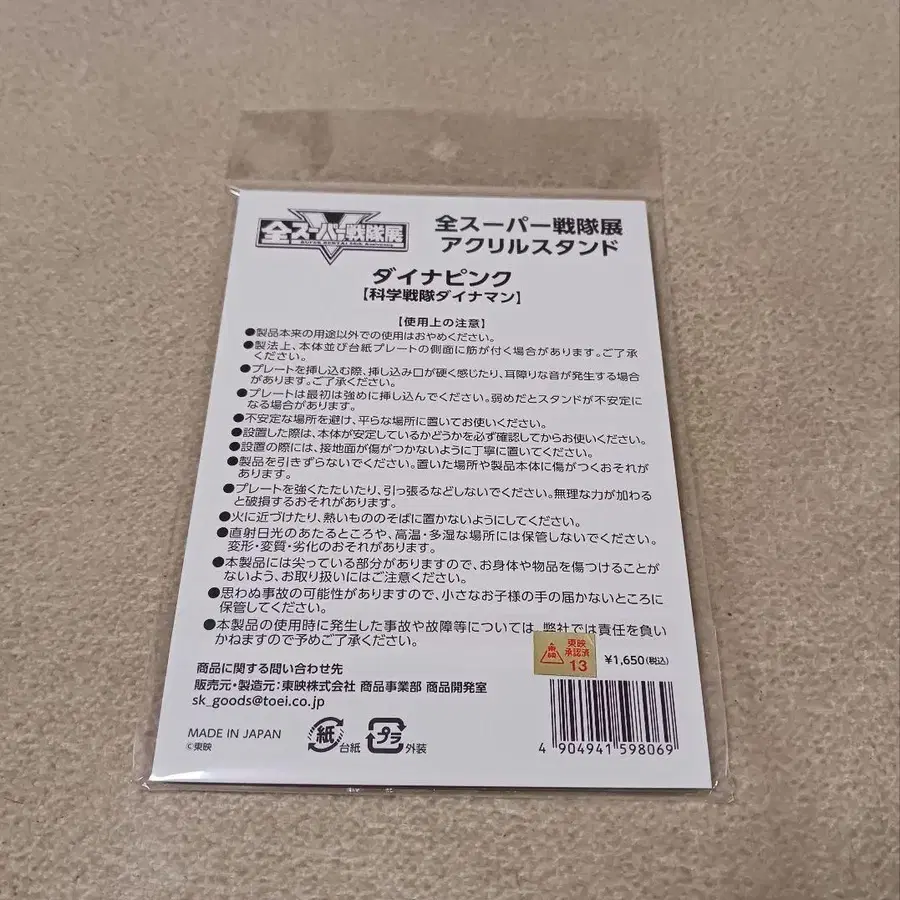 全スーパー戦隊展
全スーパー戦隊展
アクリルスタンド
ダイナピンク
【科学戦隊ダイナマン】
【使用上の注意】
●製品本来の用途以外での使用はおやめください。
●製法上、本体並び台紙プレートの側面に筋が付く場合があります。ご了承
ください。
●プレートを挿し込む際、挿し込み口が硬く感じたり、耳障りな音が発生する場合
があります。ご了承ください。
●プレートは最初は強めに挿し込んでください。弱めだとスタンドが不安定に
なる場合があります。
●不安定な場所を避け、平らな場所に置いてお使いください。
●設置した際は、本体が安定しているかどうかを必ず確認してからお使いください。
●設置の際には、接地面が傷がつかないように丁寧に置いてください。
●製品を引きずらないでください。置いた場所や製品本体に傷がつくおそれが
あります。
●プレートを強くたたいたり、引っ張るなどしないでください。無理な力が加わる
と破損するおそれがあります。
●火に近づけたり、熱いもののそばに置かないようにしてください。
●直射日光のあたるところや、高温・多湿な場所には保管しないでください。
変形・変質・劣化のおそれがあります。
●本製品には尖っている部分がありますので、お身体や物品を傷つけることが
ないよう、お取り扱いにはご注意ください。
●思わぬ事故の可能性がありますので、小さなお子様の手の届かないところに
保管してください。
●本製品の使用時に発生した事故や故障等については、弊社では責任を負い
かねますので予めご了承ください。
東映
東映
承認済
13
¥1,650(税込)
商品に関する問い合わせ先
販売元・製造元:東映株式会社 商品事業部 商品開発室
sk_goods@toei.co.jp
MADE IN JAPAN
©東映
紙 台紙
プラ 外装
4 904941 598069